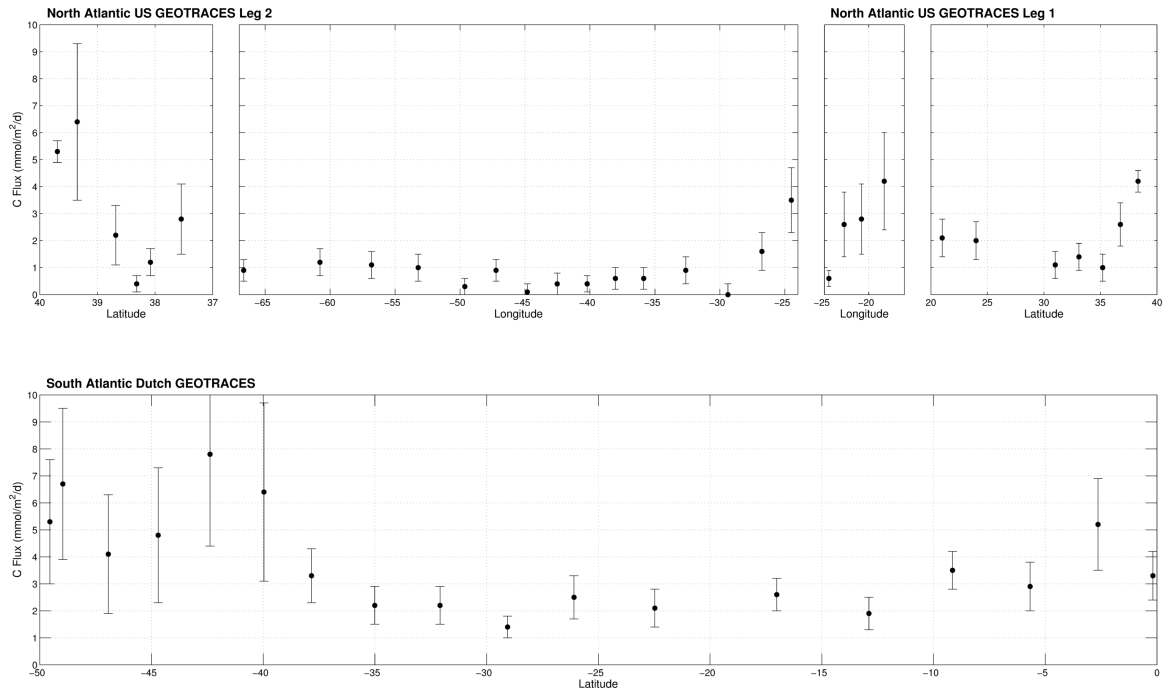 North Atlantic US GEOTRACES Leg 2
North Atlantic US GEOTRACES Leg 1
C Flux (mmol/m²/d)
10
9
8
7
6
5
4
3
2
1
0
40 39 38 37
Latitude
−65 −60 −55 −50 −45 −40 −35 −30 −25
Longitude
−25 −20
Longitude
20 25 30 35 40
Latitude
South Atlantic Dutch GEOTRACES
C Flux (mmol/m²/d)
10
9
8
7
6
5
4
3
2
1
0
−50 −45 −40 −35 −30 −25 −20 −15 −10 −5 0
Latitude